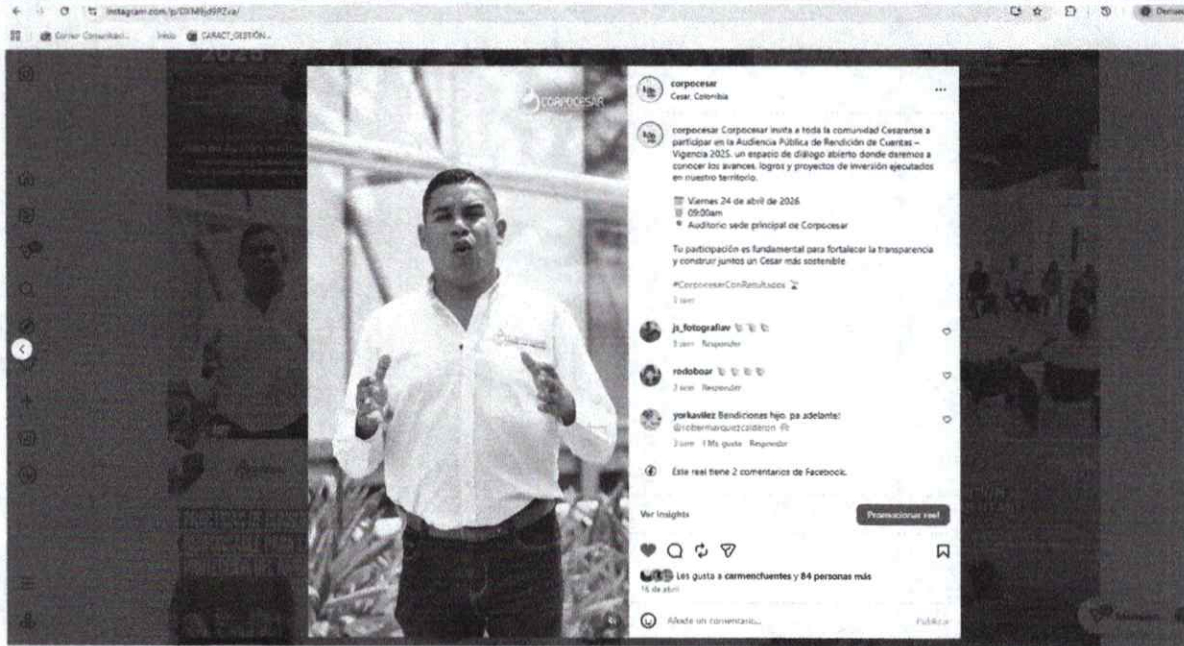 instagram.com/p/
CARACT_GESTIÓN...
Inicio
CORPOCESAR
corpocesar
Cesar, Colombia
corpocesar Corpocesar invita a toda la comunidad Cesarense a
participar en la Audiencia Pública de Rendición de Cuentas –
Vigencia 2025, un espacio de diálogo abierto donde daremos a
conocer los avances, logros y proyectos de inversión ejecutados
en nuestro territorio.
Viernes 24 de abril de 2026
09:00am
Auditorio sede principal de Corpocesar
Tu participación es fundamental para fortalecer la transparencia
y construir juntos un Cesar más sostenible
#CorpocesarConResultados
js_fotografiav
Responder
rodoboar
Responder
yorkavilez Bendiciones hijo, pa adelante!
@robermarquezcalderon
1 Me gusta Responder
Este reel tiene 2 comentarios de Facebook.
Ver insights
Promocionar reel
Les gusta a carmencfuentes y 84 personas más
16 de abril
Añade un comentario...
Publicar